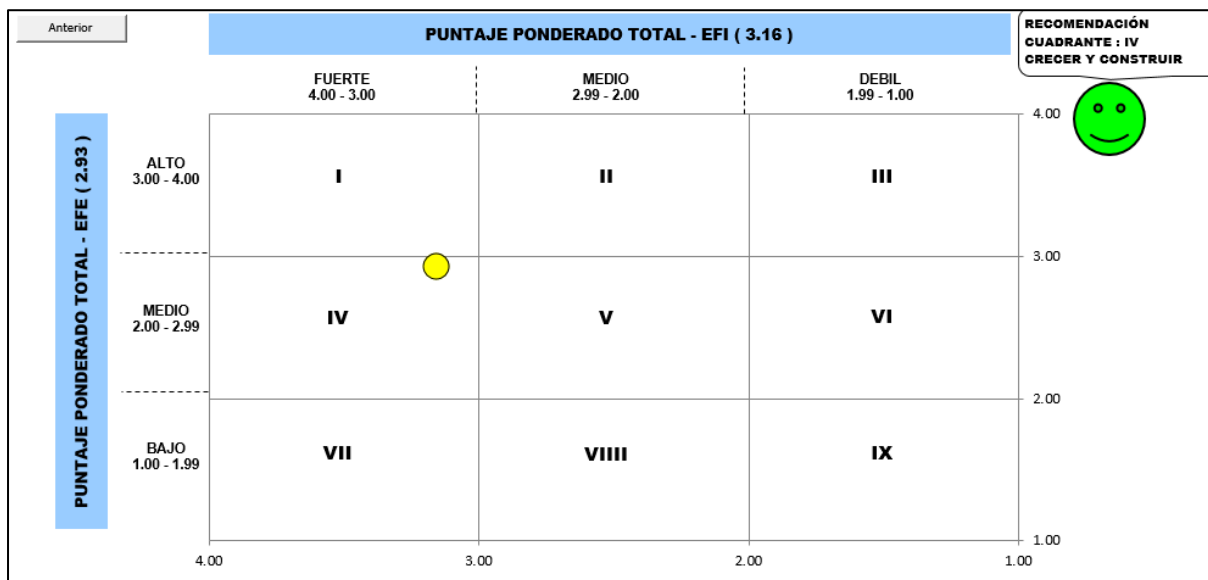 Anterior
PUNTAJE PONDERADO TOTAL - EFI ( 3.16 )
RECOMENDACIÓN
CUADRANTE : IV
CRECER Y CONSTRUIR
FUERTE
4.00 - 3.00
MEDIO
2.99 - 2.00
DEBIL
1.99 - 1.00
PUNTAJE PONDERADO TOTAL - EFE ( 2.93 )
4.00
ALTO
3.00 - 4.00
I
II
III
3.00
MEDIO
2.00 - 2.99
IV
V
VI
2.00
BAJO
1.00 - 1.99
VII
VIIII
IX
1.00
4.00
3.00
2.00
1.00